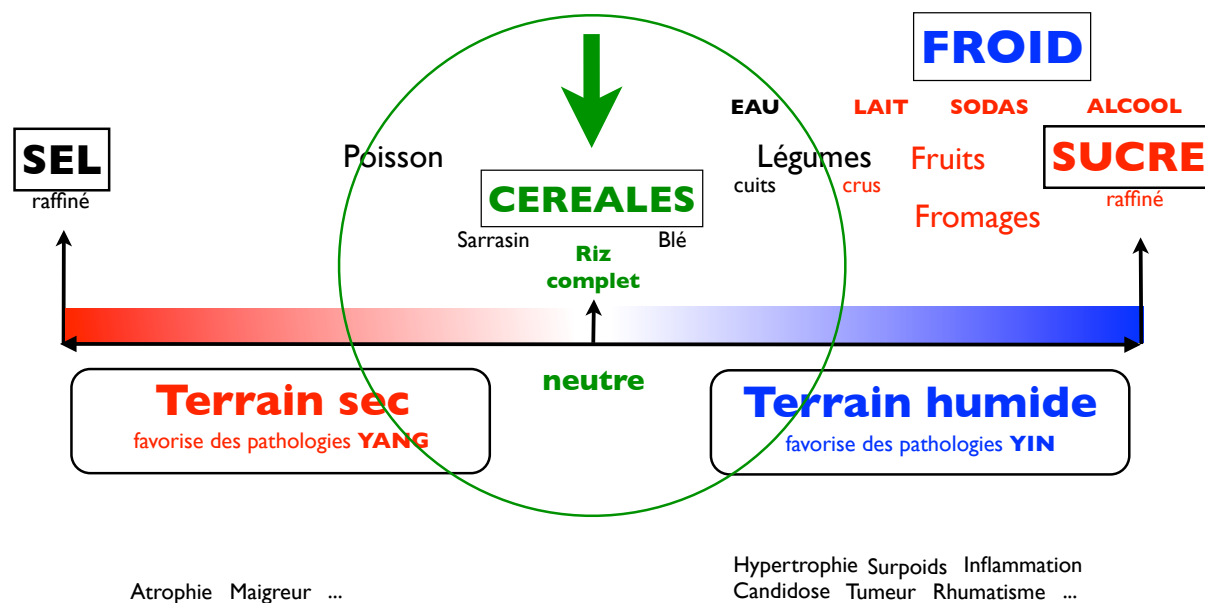 FROID
EAU LAIT SODAS ALCOOL
SEL Poisson Légumes Fruits SUCRE
raffiné cuits crus raffiné
CEREALES Fromages
Sarrasin Blé
Riz
complet
neutre
Terrain sec
favorise des pathologies YANG
Terrain humide
favorise des pathologies YIN
Hypertrophie Surpoids Inflammation
Atrophie Maigreur ... Candidose Tumeur Rhumatisme ...